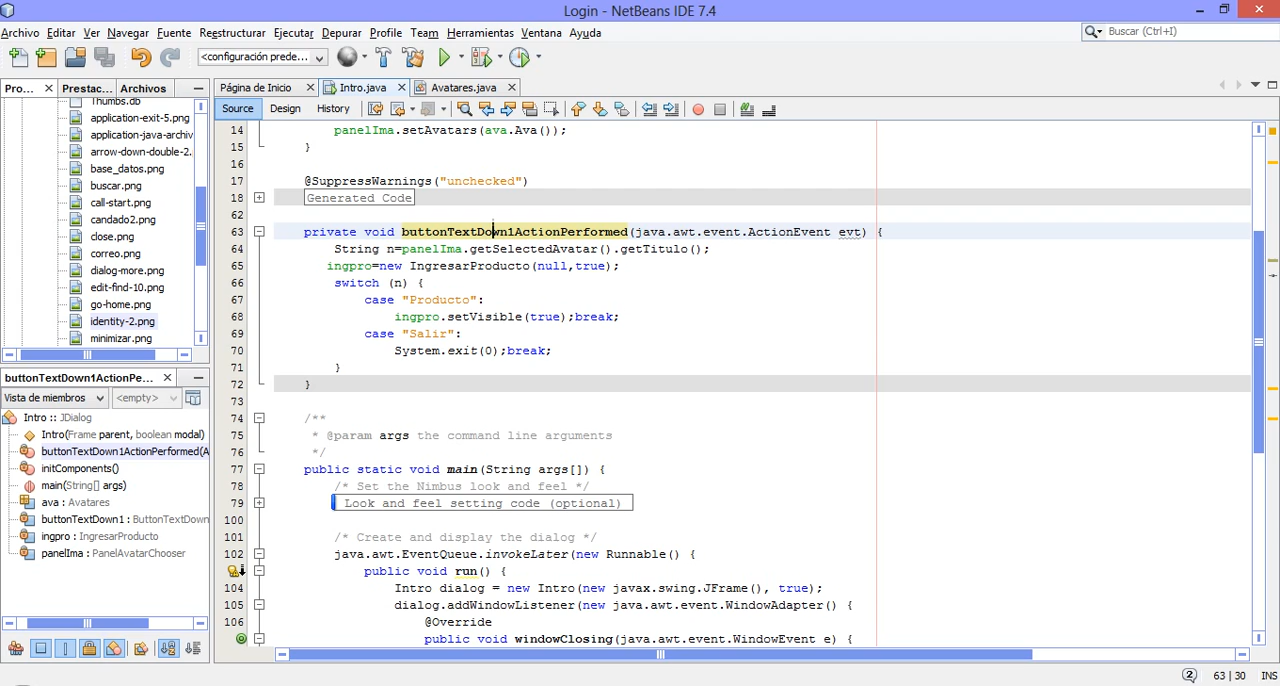 Login - NetBeans IDE 7.4
Archivo Editar Ver Navegar Fuente Reestructurar Ejecutar Depurar Profile Team Herramientas Ventana Ayuda
Buscar (Ctrl+I)
<configuración prede...
Pro... Prestac... Archivos
Página de Inicio Intro.java Avatares.java
Source Design History
Thumbs.db
application-exit-5.png
application-java-archiv
arrow-down-double-2.
base_datos.png
buscar.png
call-start.png
candado2.png
close.png
correo.png
dialog-more.png
edit-find-10.png
go-home.png
identity-2.png
minimizar.png
buttonTextDown1ActionPe...
Vista de miembros <empty>
Intro :: JDialog
Intro(Frame parent, boolean modal)
buttonTextDown1ActionPerformed(A
initComponents()
main(String[] args)
ava : Avatares
buttonTextDown1 : ButtonTextDown
ingpro : IngresarProducto
panelIma : PanelAvatarChooser
14 panelIma.setAvatars(ava.Ava());
15 }
16
17 @SuppressWarnings("unchecked")
18 Generated Code
62
63 private void buttonTextDown1ActionPerformed(java.awt.event.ActionEvent evt) {
64 String n=panelIma.getSelectedAvatar().getTitulo();
65 ingpro=new IngresarProducto(null,true);
66 switch (n) {
67 case "Producto":
68 ingpro.setVisible(true);break;
69 case "Salir":
70 System.exit(0);break;
71 }
72 }
73
74 /**
75 * @param args the command line arguments
76 */
77 public static void main(String args[]) {
78 /* Set the Nimbus look and feel */
79 Look and feel setting code (optional)
100
101 /* Create and display the dialog */
102 java.awt.EventQueue.invokeLater(new Runnable() {
public void run() {
104 Intro dialog = new Intro(new javax.swing.JFrame(), true);
105 dialog.addWindowListener(new java.awt.event.WindowAdapter() {
106 @Override
public void windowClosing(java.awt.event.WindowEvent e) {
2 63 | 30 INS